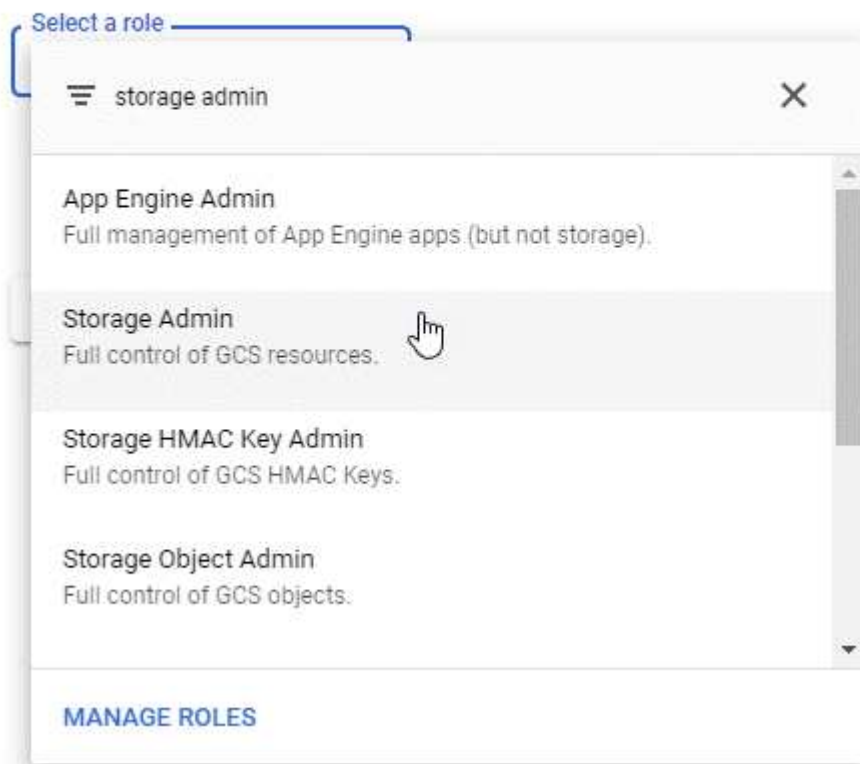 Select a role
storage admin
App Engine Admin
Full management of App Engine apps (but not storage).
Storage Admin
Full control of GCS resources.
Storage HMAC Key Admin
Full control of GCS HMAC Keys.
Storage Object Admin
Full control of GCS objects.
MANAGE ROLES